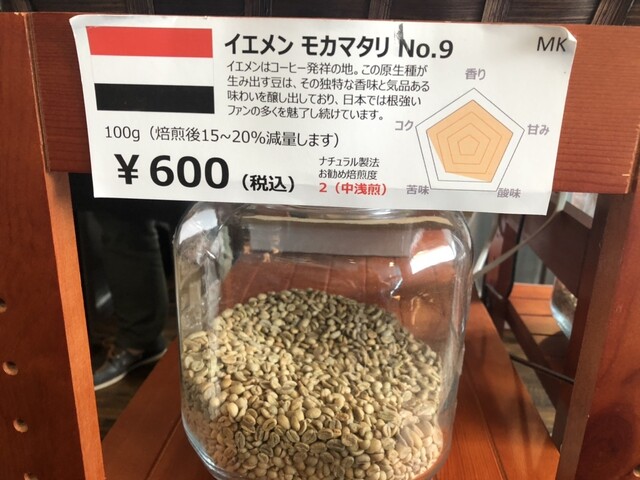 イエメン モカマタリ No.9
MK
イエメンはコーヒー発祥の地。この原生種が
生み出す豆は、その独特な香味と気品ある
味わいを醸し出しており、日本では根強い
ファンの多くを魅了し続けています。
100g（焙煎後15~20%減量します）
￥600（税込）
ナチュラル製法
お勧め焙煎度
2（中浅煎）
香り
コク
甘み
苦味
酸味